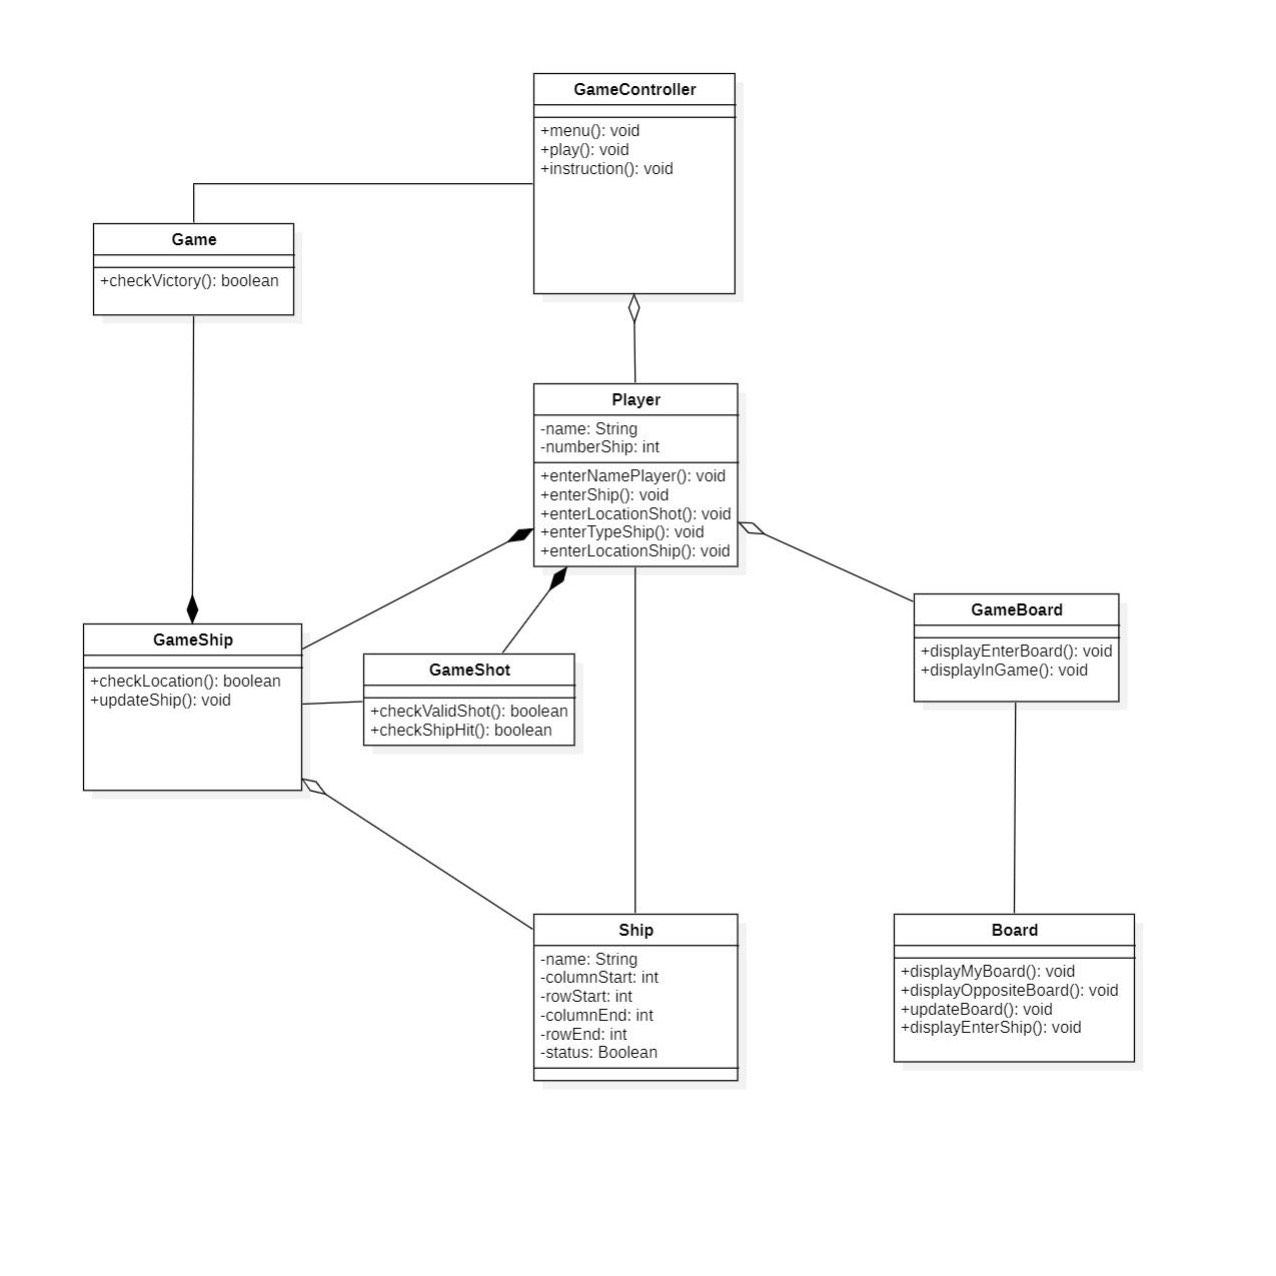 GameController
+menu(): void
+play(): void
+instruction(): void
Game
+checkVictory(): boolean
Player
-name: String
-numberShip: int
+enterNamePlayer(): void
+enterShip(): void
+enterLocationShot(): void
+enterTypeShip(): void
+enterLocationShip(): void
GameBoard
+displayEnterBoard(): void
+displayInGame(): void
GameShip
+checkLocation(): boolean
+updateShip(): void
GameShot
+checkValidShot(): boolean
+checkShipHit(): boolean
Ship
-name: String
-columnStart: int
-rowStart: int
-columnEnd: int
-rowEnd: int
-status: Boolean
Board
+displayMyBoard(): void
+displayOppositeBoard(): void
+updateBoard(): void
+displayEnterShip(): void